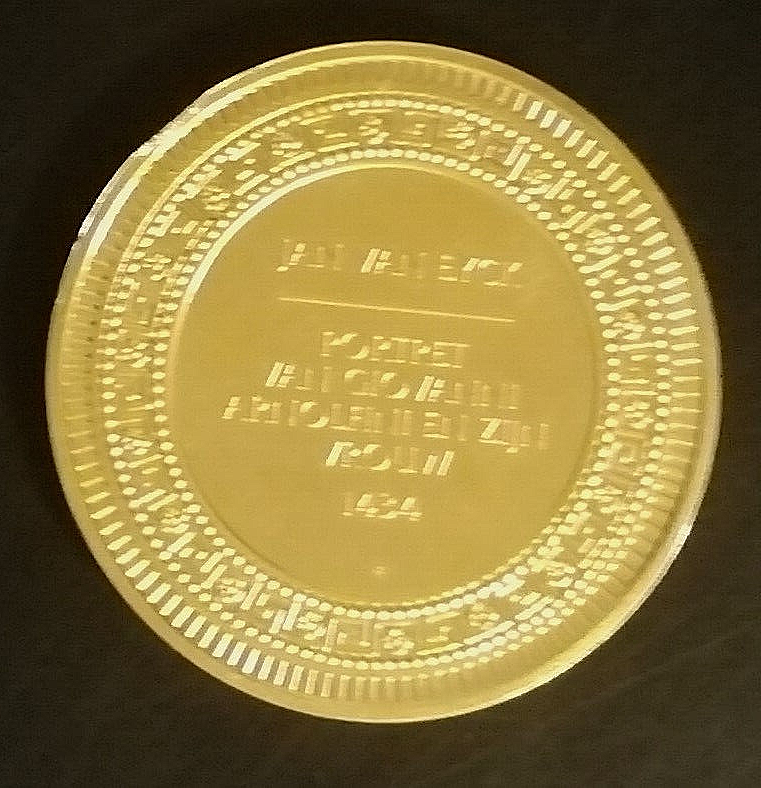 JAN VAN EYCK
PORTRET
VAN GIOVANNI
ARNOLFINI EN ZIJN
VROUW
1434